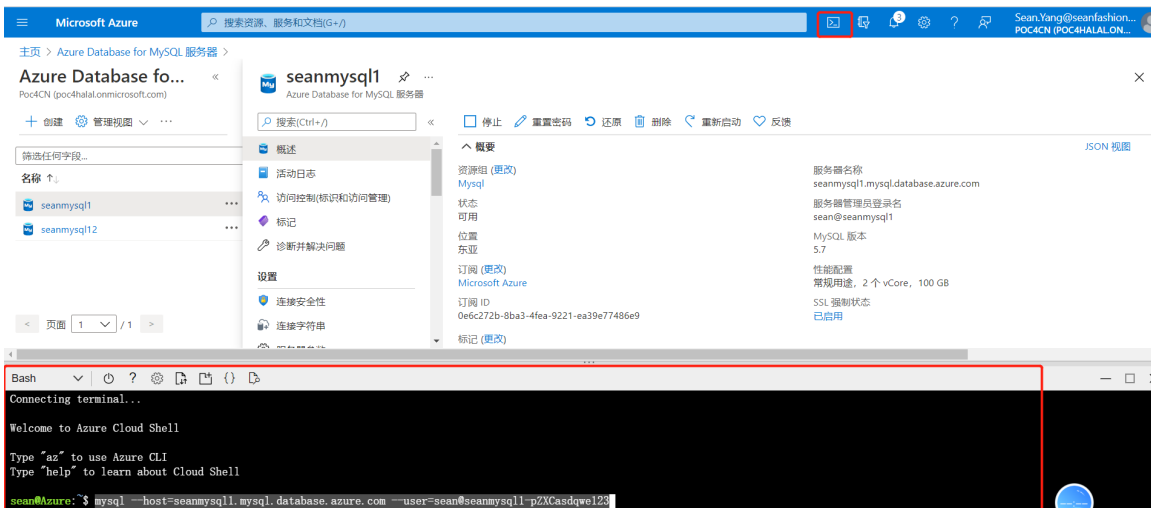 Microsoft Azure
搜索资源、服务和文档(G+/)
3
Sean.Yang@seanfashion...
POC4CN (POC4HALAL.ON...
主页 > Azure Database for MySQL 服务器 >
Azure Database fo... «
Poc4CN (poc4halal.onmicrosoft.com)
创建 管理视图 ···
筛选任何字段...
名称 ↑↓
seanmysql1 ···
seanmysql12 ···
< 页面 1 / 1 >
My
seanmysql1 ···
Azure Database for MySQL 服务器
搜索(Ctrl+/) «
概述
活动日志
访问控制(标识和访问管理)
标记
诊断并解决问题
设置
连接安全性
连接字符串
停止 重置密码 还原 删除 重新启动 反馈
概要
JSON 视图
资源组 (更改)
Mysql
状态
可用
位置
东亚
订阅 (更改)
Microsoft Azure
订阅 ID
0e6c272b-8ba3-4fea-9221-ea39e77486e9
标记 (更改)
服务器名称
seanmysql1.mysql.database.azure.com
服务器管理员登录名
sean@seanmysql1
MySQL 版本
5.7
性能配置
常规用途，2 个 vCore，100 GB
SSL 强制状态
已启用
Bash
Connecting terminal...
Welcome to Azure Cloud Shell
Type "az" to use Azure CLI
Type "help" to learn about Cloud Shell
sean@Azure:~$ mysql --host=seanmysql1.mysql.database.azure.com --user=sean@seanmysql1-pZXCasdqwe123